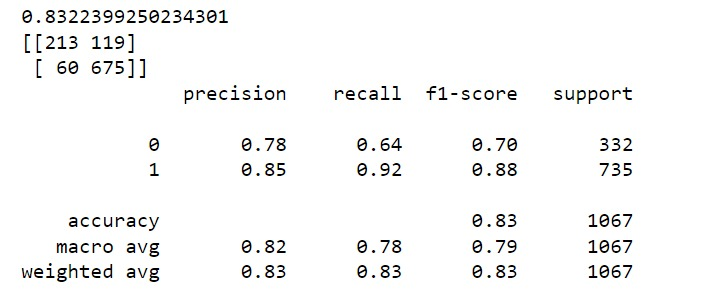 0.8322399250234301
[[213 119]
[ 60 675]]
precision recall f1-score support
0 0.78 0.64 0.70 332
1 0.85 0.92 0.88 735
accuracy 0.83 1067
macro avg 0.82 0.78 0.79 1067
weighted avg 0.83 0.83 0.83 1067